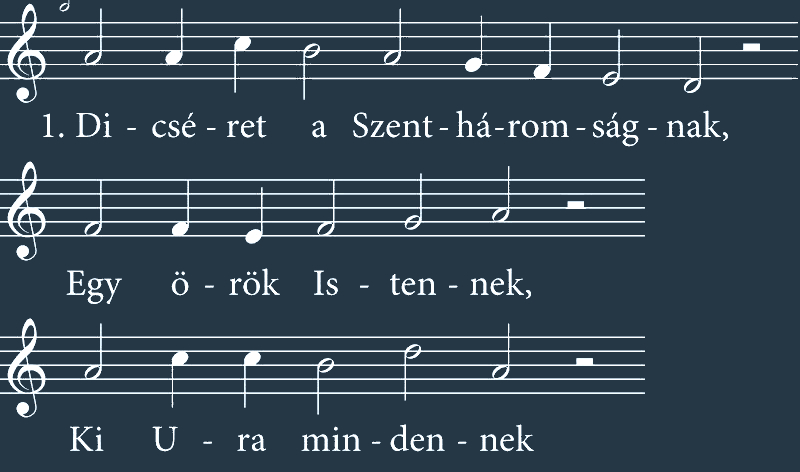 1. Di - csé - ret a Szent - há - rom - ság - nak,
Egy ö - rök Is - ten - nek,
Ki U - ra min - den - nek